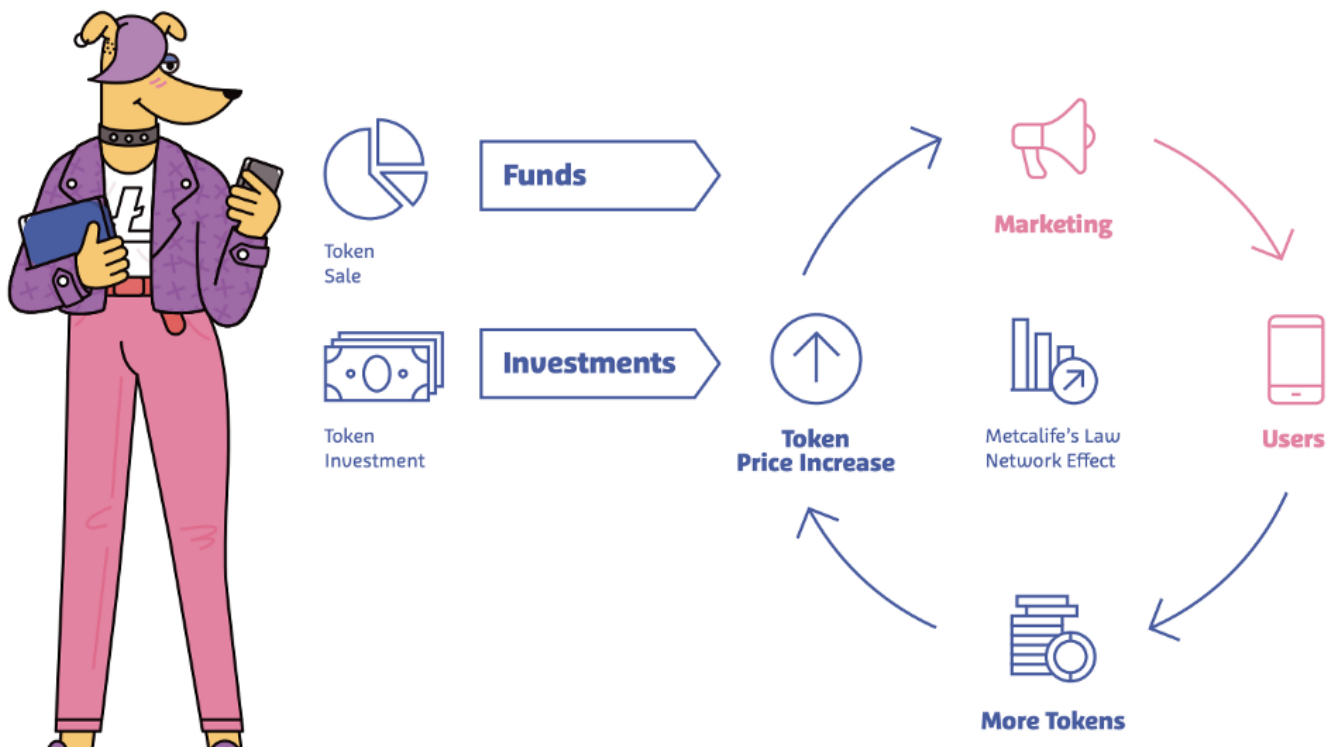 Funds
Token
Sale
Investments
Token
Investment
Marketing
Token
Price Increase
Metcalife's Law
Network Effect
Users
More Tokens